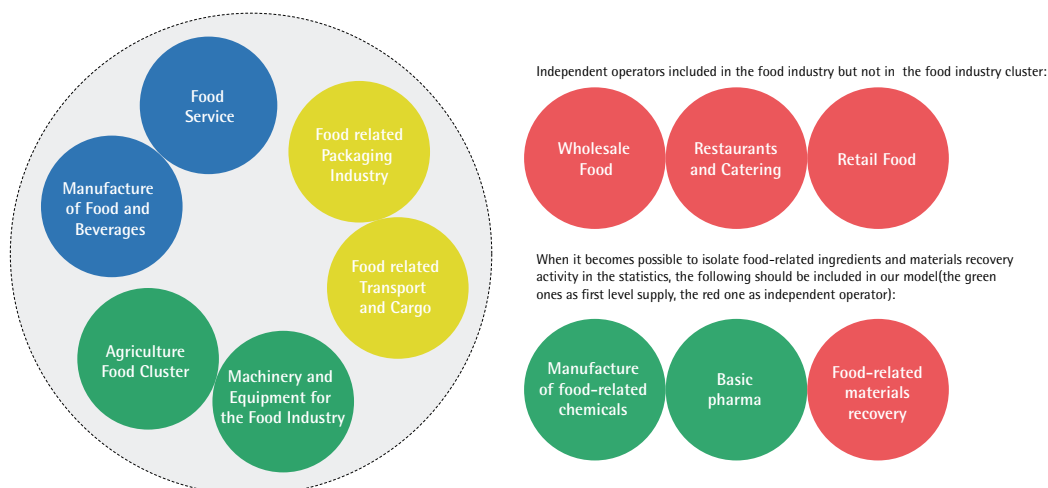 Food
Service
Food related
Packaging
Industry
Manufacture
of Food and
Beverages
Food related
Transport
and Cargo
Agriculture
Food Cluster
Machinery and
Equipment for
the Food Industry
Independent operators included in the food industry but not in the food industry cluster:
Wholesale
Food
Restaurants
and Catering
Retail Food
When it becomes possible to isolate food-related ingredients and materials recovery
activity in the statistics, the following should be included in our model(the green
ones as first level supply, the red one as independent operator):
Manufacture
of food-related
chemicals
Basic
pharma
Food-related
materials
recovery